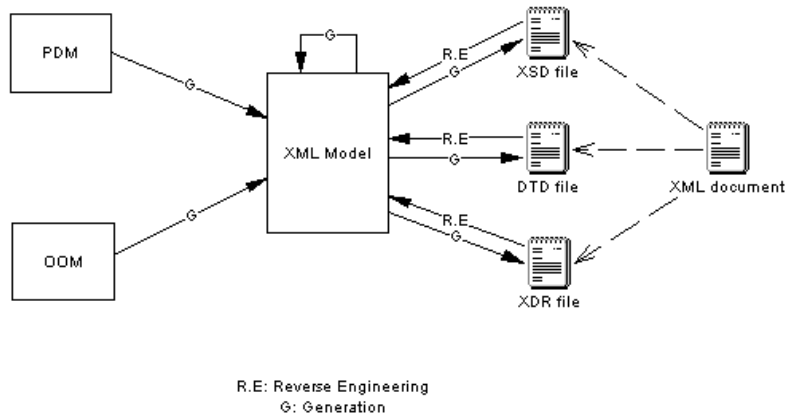 PDM
G
G
R.E
G
XSD file
XML Model
R.E
G
DTD file
XML document
G
R.E
G
OOM
XDR file
R.E: Reverse Engineering
G: Generation